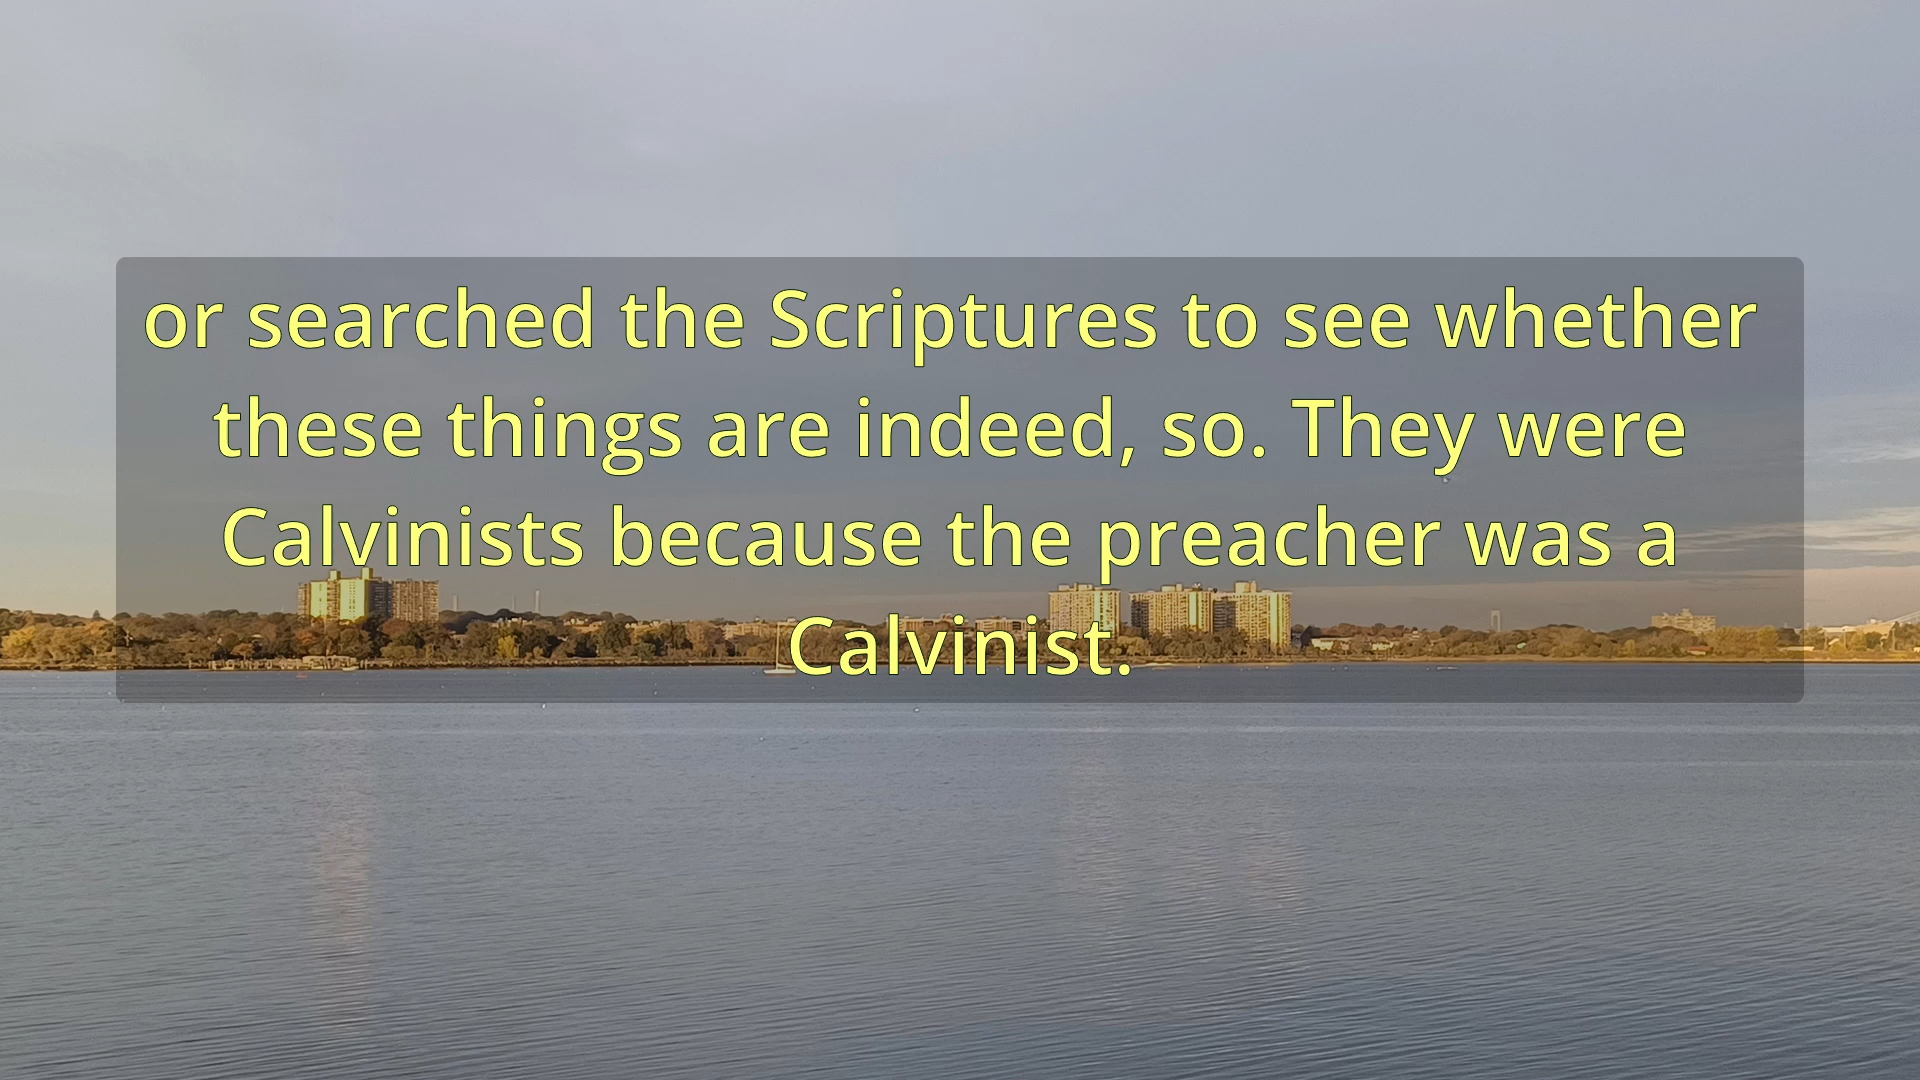 or searched the Scriptures to see whether
these things are indeed, so. They were
Calvinists because the preacher was a
Calvinist.